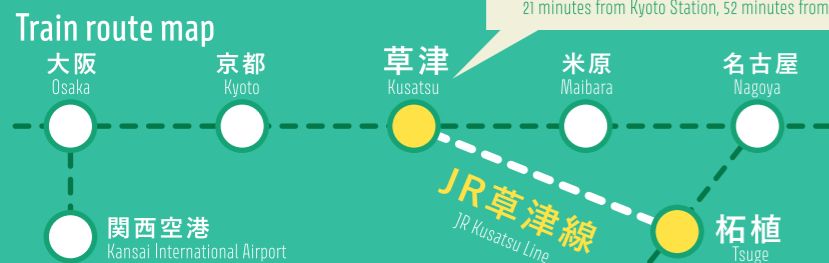 21 minutes from Kyoto Station, 52 minutes from
Train route map
大阪
Osaka
京都
Kyoto
草津
Kusatsu
米原
Maibara
名古屋
Nagoya
JR草津線
JR Kusatsu Line
関西空港
Kansai International Airport
柘植
Tsuge